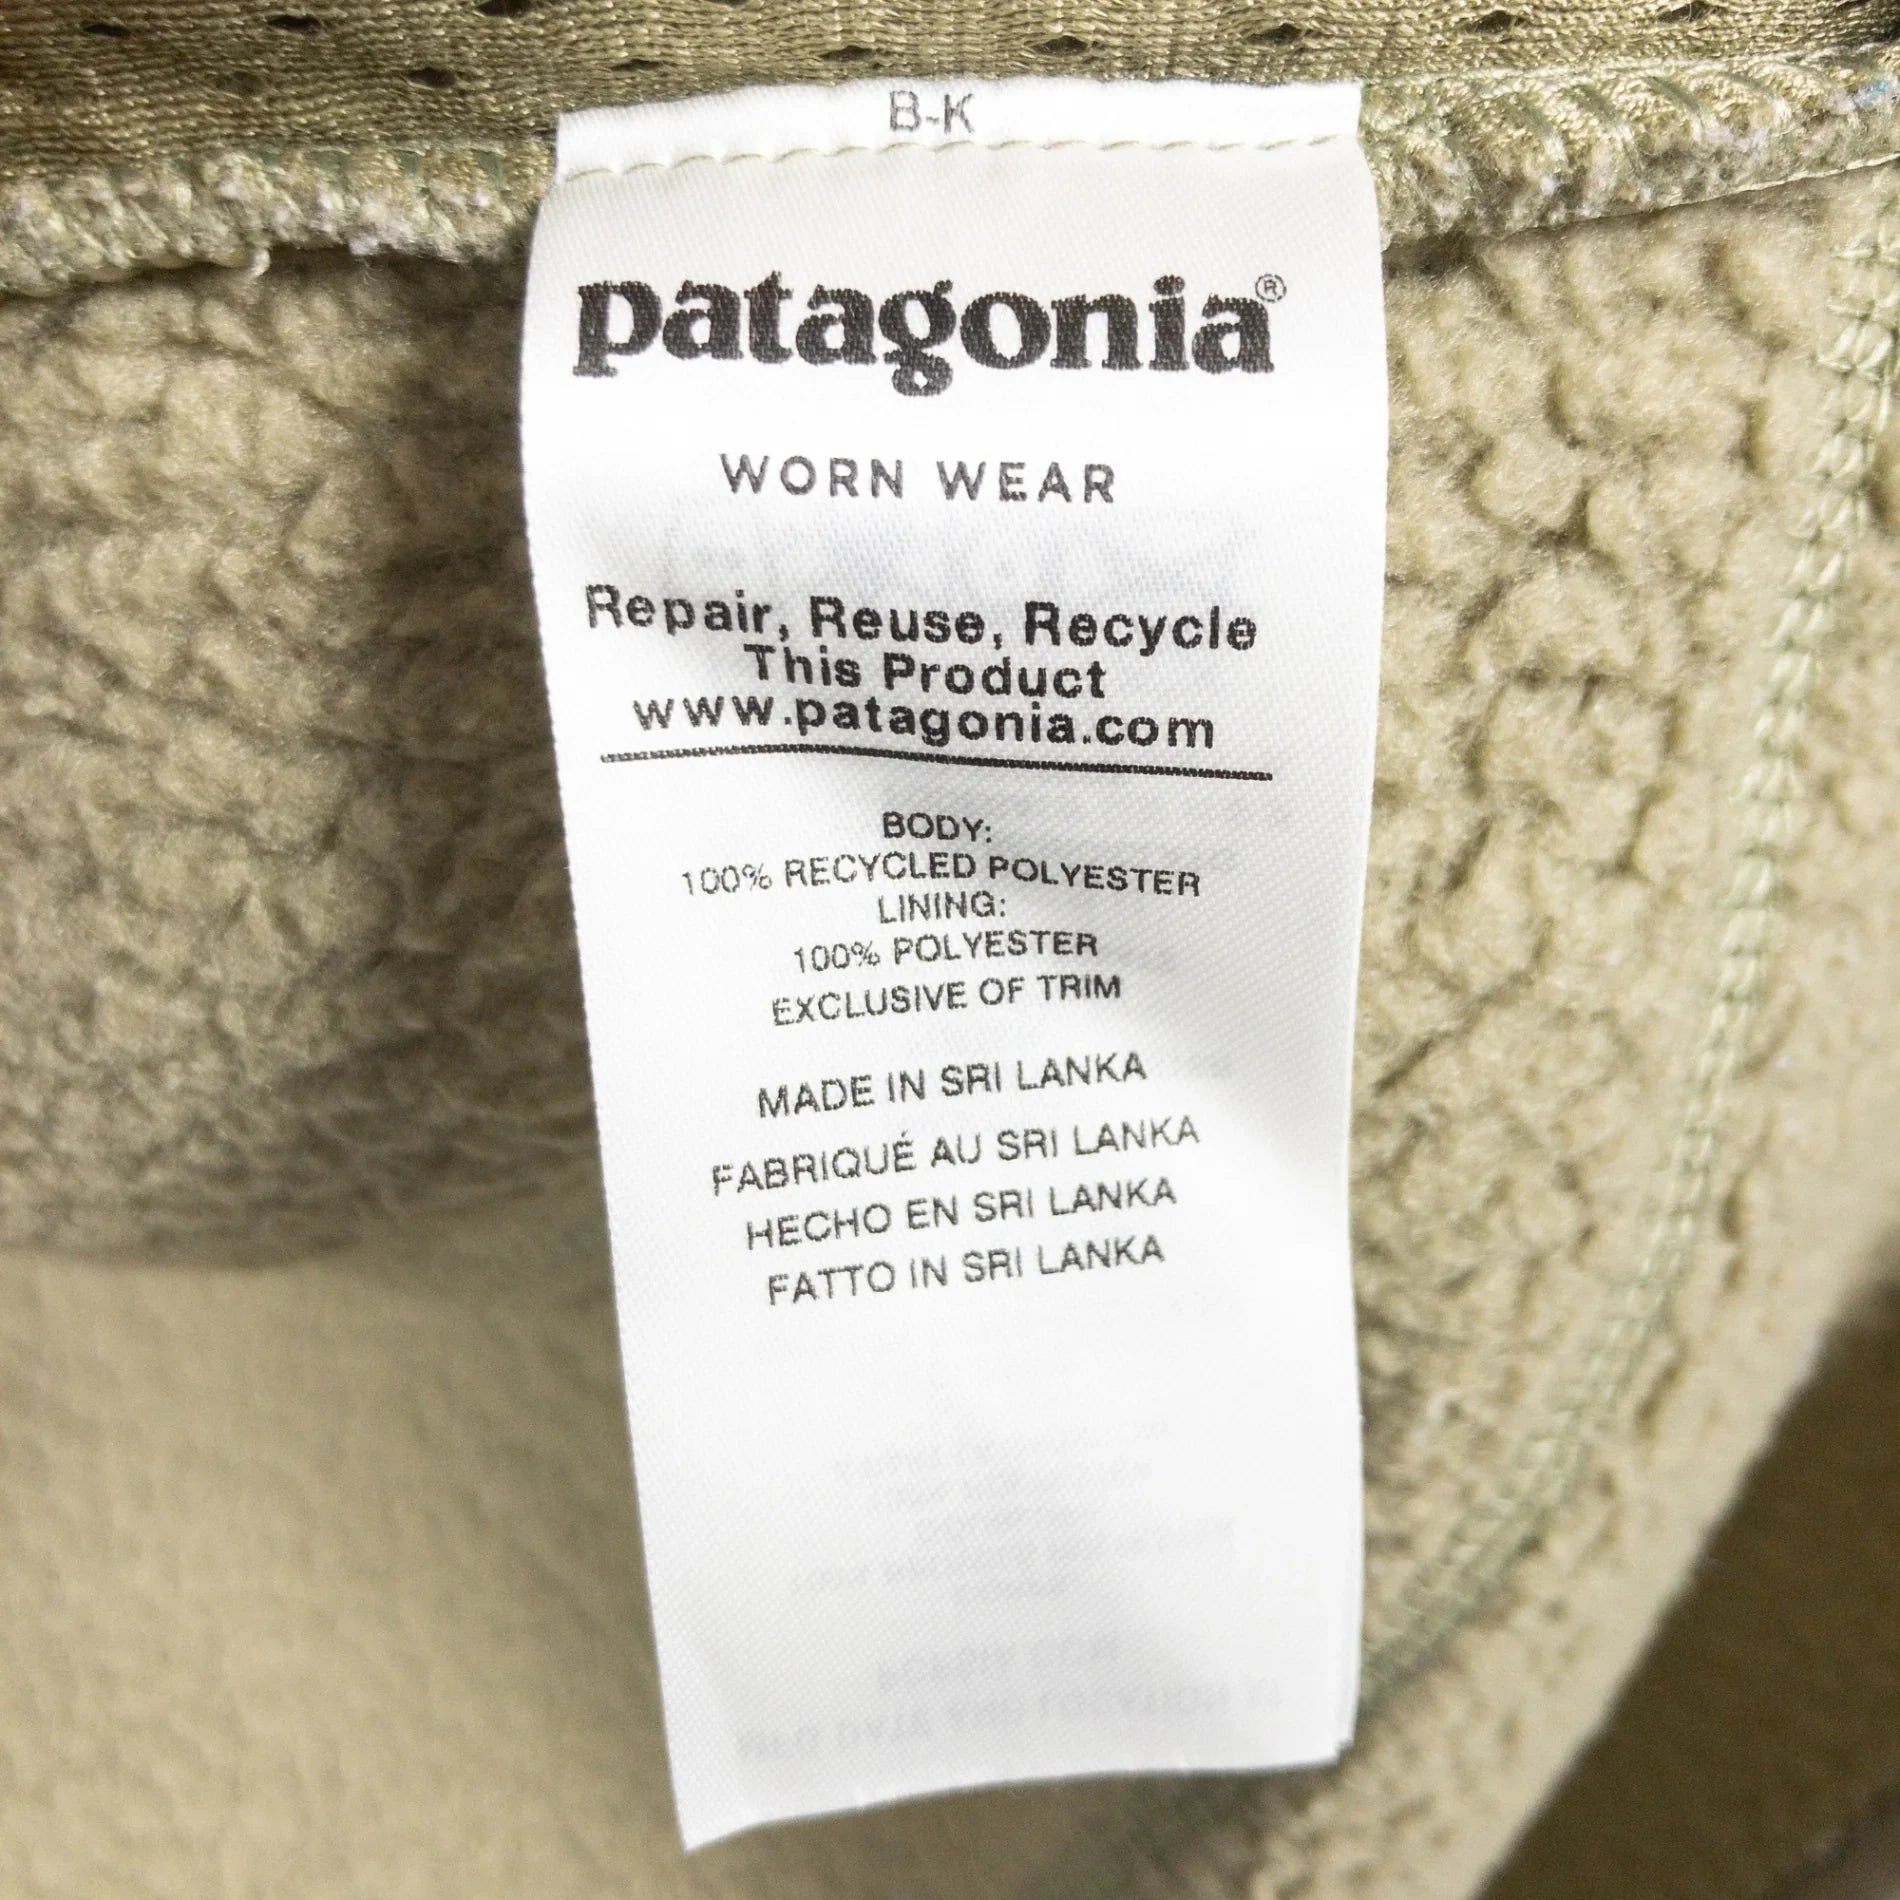 B-K
patagonia®
WORN WEAR
Repair, Reuse, Recycle
This Product
www.patagonia.com
BODY:
100% RECYCLED POLYESTER
LINING:
100% POLYESTER
EXCLUSIVE OF TRIM
MADE IN SRI LANKA
FABRIQUÉ AU SRI LANKA
HECHO EN SRI LANKA
FATTO IN SRI LANKA